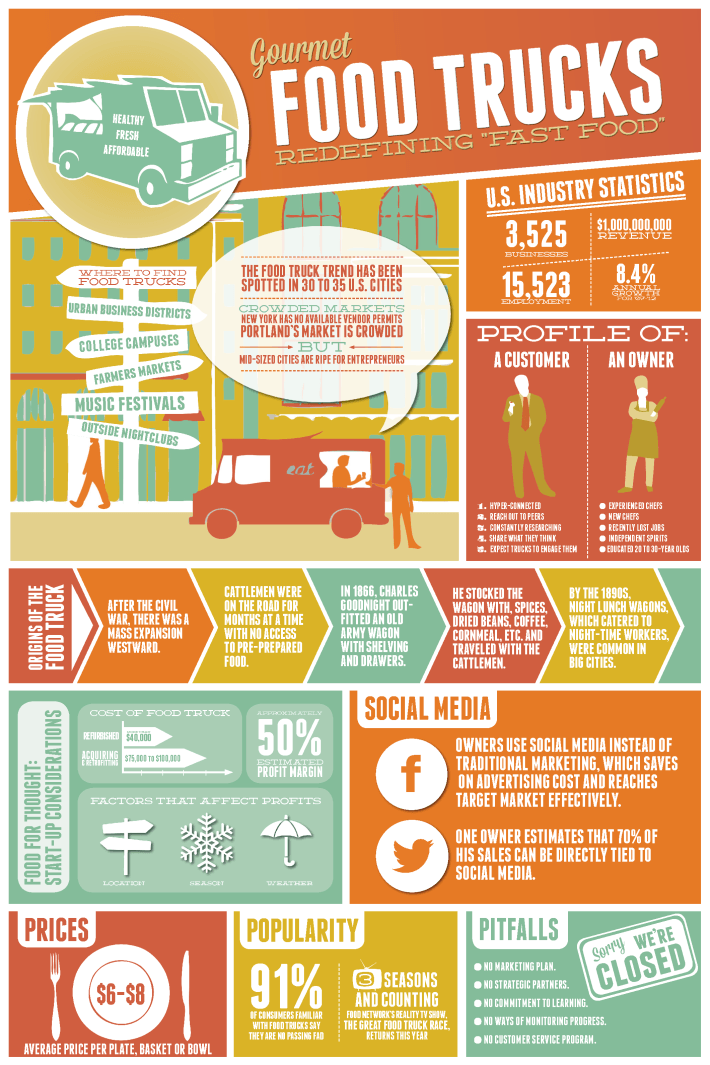 Gourmet
FOOD TRUCKS
REDEFINING "FAST FOOD"
HEALTHY
FRESH
AFFORDABLE
U.S. INDUSTRY STATISTICS
3,525
BUSINESSES
$1,000,000,000
REVENUE
15,523
EMPLOYMENT
8.4%
ANNUAL
GROWTH
FOR '07-'12
WHERE TO FIND
FOOD TRUCKS
URBAN BUSINESS DISTRICTS
COLLEGE CAMPUSES
FARMERS MARKETS
MUSIC FESTIVALS
OUTSIDE NIGHTCLUBS
THE FOOD TRUCK TREND HAS BEEN
SPOTTED IN 30 TO 35 U.S. CITIES
CROWDED MARKETS
NEW YORK HAS NO AVAILABLE VENDOR PERMITS
PORTLAND'S MARKET IS CROWDED
BUT
MID-SIZED CITIES ARE RIPE FOR ENTREPRENEURS
eat
PROFILE OF:
A CUSTOMER
1. HYPER-CONNECTED
2. REACH OUT TO PEERS
3. CONSTANTLY RESEARCHING
4. SHARE WHAT THEY THINK
5. EXPECT TRUCKS TO ENGAGE THEM
AN OWNER
EXPERIENCED CHEFS
NEW CHEFS
RECENTLY LOST JOBS
INDEPENDENT SPIRITS
EDUCATED 20 TO 30-YEAR OLDS
ORIGINS OF THE
FOOD TRUCK
AFTER THE CIVIL
WAR, THERE WAS A
MASS EXPANSION
WESTWARD.
CATTLEMEN WERE
ON THE ROAD FOR
MONTHS AT A TIME
WITH NO ACCESS
TO PRE-PREPARED
FOOD.
IN 1866, CHARLES
GOODNIGHT OUT-
FITTED AN OLD
ARMY WAGON
WITH SHELVING
AND DRAWERS.
HE STOCKED THE
WAGON WITH, SPICES,
DRIED BEANS, COFFEE,
CORNMEAL, ETC. AND
TRAVELED WITH THE
CATTLEMEN.
BY THE 1890S,
NIGHT LUNCH WAGONS,
WHICH CATERED TO
NIGHT-TIME WORKERS,
WERE COMMON IN
BIG CITIES.
FOOD FOR THOUGHT:
START-UP CONSIDERATIONS
COST OF FOOD TRUCK
REFURBISHED
$40,000
ACQUIRING
& RETROFITTING
$75,000 TO $100,000
APPROXIMATELY
50%
ESTIMATED
PROFIT MARGIN
FACTORS THAT AFFECT PROFITS
LOCATION
SEASON
WEATHER
SOCIAL MEDIA
f
OWNERS USE SOCIAL MEDIA INSTEAD OF
TRADITIONAL MARKETING, WHICH SAVES
ON ADVERTISING COST AND REACHES
TARGET MARKET EFFECTIVELY.
ONE OWNER ESTIMATES THAT 70% OF
HIS SALES CAN BE DIRECTLY TIED TO
SOCIAL MEDIA.
PRICES
$6-$8
AVERAGE PRICE PER PLATE, BASKET OR BOWL
POPULARITY
91%
OF CONSUMERS FAMILIAR
WITH FOOD TRUCKS SAY
THEY ARE NO PASSING FAD
3 SEASONS
AND COUNTING
FOOD NETWORK'S REALITY TV SHOW,
THE GREAT FOOD TRUCK RACE,
RETURNS THIS YEAR
PITFALLS
NO MARKETING PLAN.
NO STRATEGIC PARTNERS.
NO COMMITMENT TO LEARNING.
NO WAYS OF MONITORING PROGRESS.
NO CUSTOMER SERVICE PROGRAM.
Sorry WE'RE
CLOSED